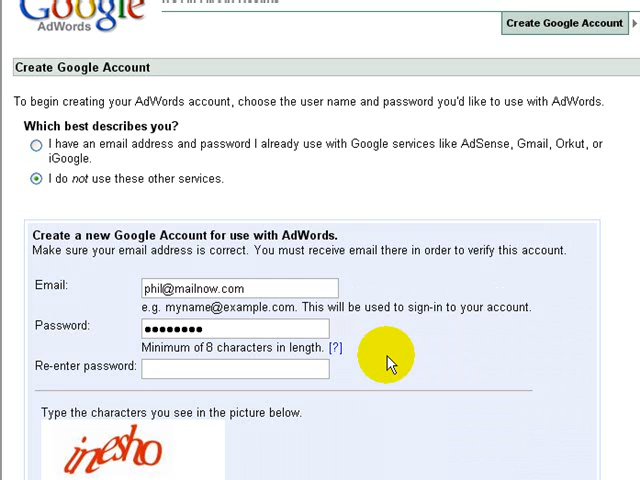 Google
AdWords
Create Google Account
Create Google Account
To begin creating your AdWords account, choose the user name and password you'd like to use with AdWords.
Which best describes you?
I have an email address and password I already use with Google services like AdSense, Gmail, Orkut, or
iGoogle.
I do not use these other services.
Create a new Google Account for use with AdWords.
Make sure your email address is correct. You must receive email there in order to verify this account.
Email:
phil@mailnow.com
e.g. myname@example.com. This will be used to sign-in to your account.
Password:
●●●●●●●●
Minimum of 8 characters in length. [?]
Re-enter password:
Type the characters you see in the picture below.
inesho